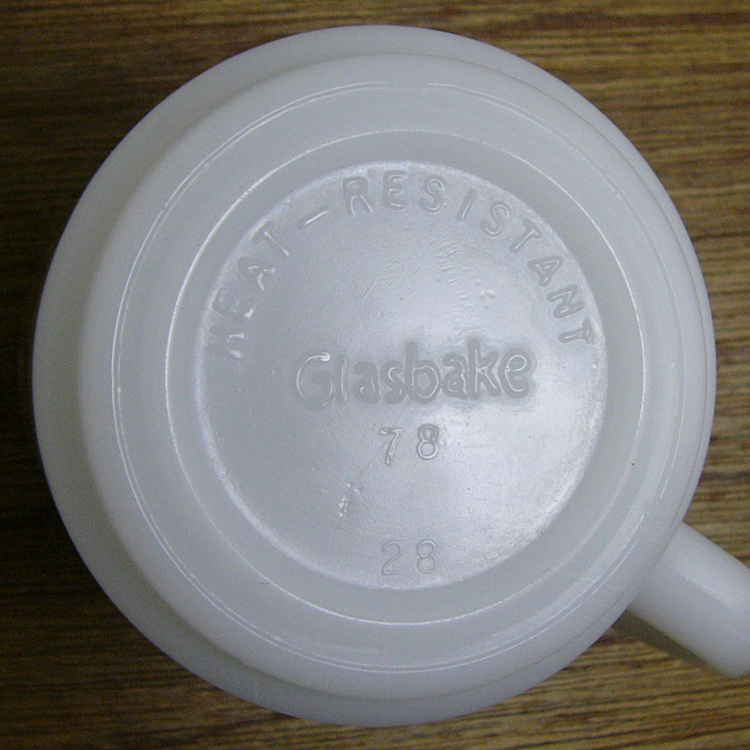 HEAT-RESISTANT
Glasbake
78
28